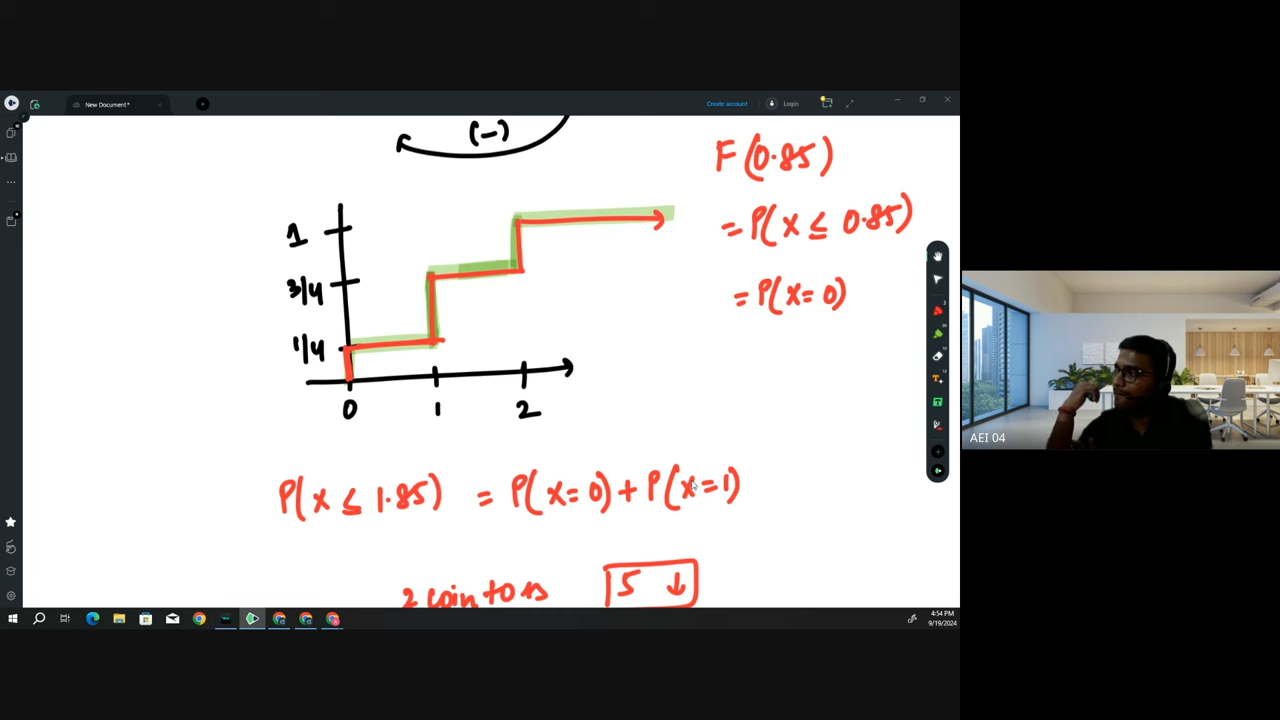 New Document*
Create account
Login
(-)
F(0.85)
= P(x ≤ 0.85)
= P(x = 0)
1
3/4
1/4
0 1 2
P(x ≤ 1.85) = P(x = 0) + P(x = 1)
2 coin toss 5 ↓
AEI 04
4:54 PM
9/19/2024